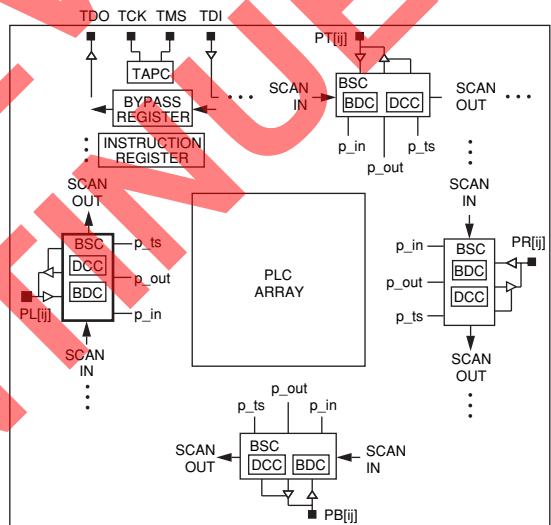 TDO TCK TMS TDI
PT[ij]
TAPC
BYPASS
REGISTER
INSTRUCTION
REGISTER
SCAN
IN
BSC
BDC DCC
SCAN
OUT
p_in
p_out
p_ts
SCAN
OUT
BSC
DCC
BDC
p_ts
p_out
p_in
PL[ij]
SCAN
IN
PLC
ARRAY
SCAN
IN
p_in
p_out
p_ts
BSC
BDC
DCC
PR[ij]
SCAN
OUT
p_out
p_ts
p_in
SCAN
OUT
BSC
DCC BDC
SCAN
IN
PB[ij]